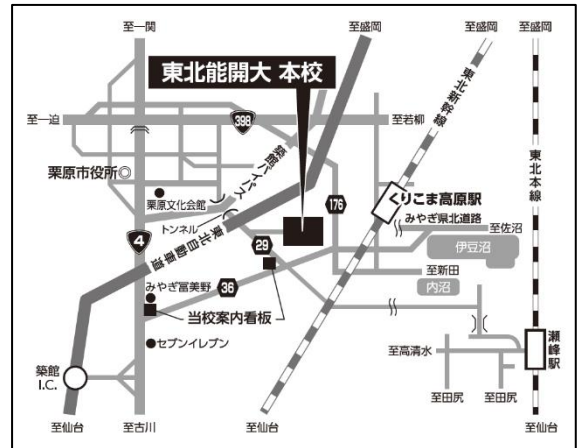 至一関
至盛岡
至盛岡
至盛岡
東北能開大 本校
東北新幹線
至一迫
398
至若柳
栗原市役所◎
築館バイパス
東北本線
くりこま高原駅
栗原文化会館
176
みやぎ県北道路
至佐沼
トンネル
伊豆沼
4
東北自動車道
29
至新田
内沼
36
みやぎ冨美野
当校案内看板
瀬峰駅
セブンイレブン
至高清水
築館
I.C.
至田尻
至田尻
至仙台
至古川
至仙台
至仙台